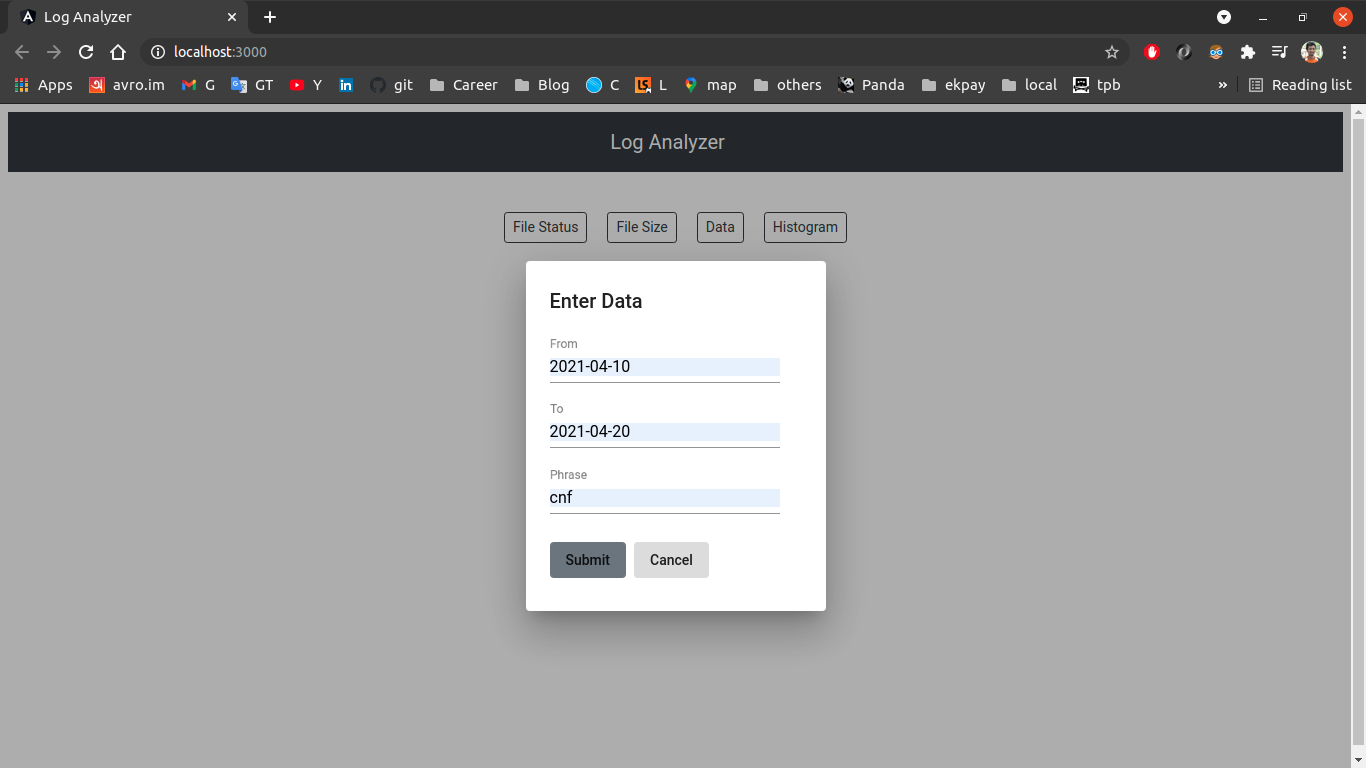 Log Analyzer
localhost:3000
Apps avro.im G GT Y git Career Blog C L map others Panda ekpay local tpb » Reading list
Log Analyzer
File Status File Size Data Histogram
Enter Data
From
2021-04-10
To
2021-04-20
Phrase
cnf
Submit Cancel